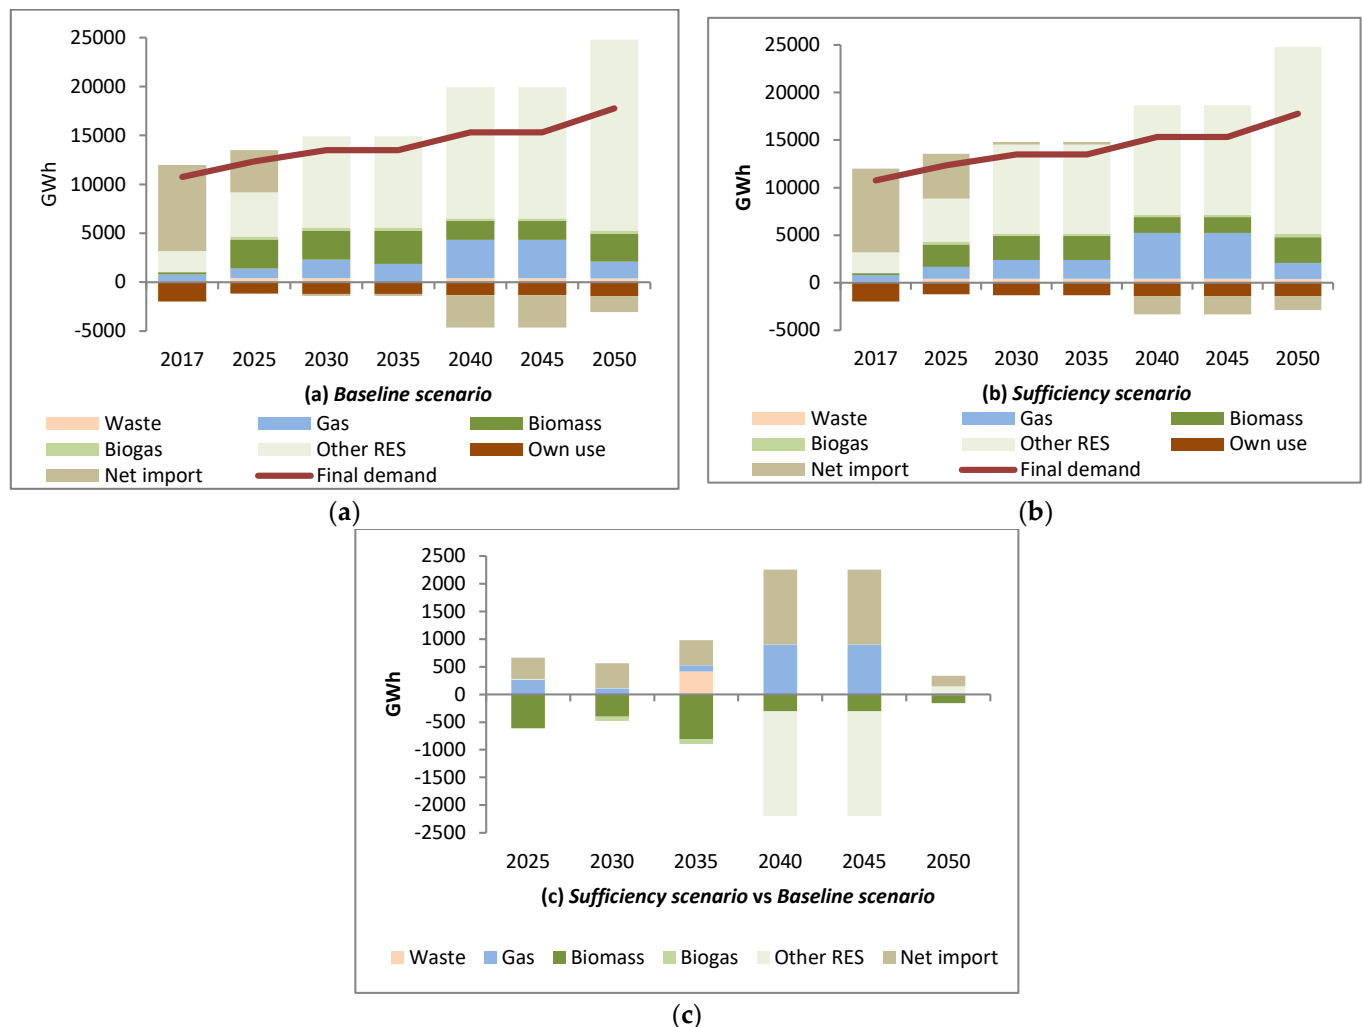 25000
20000
15000
10000
5000
0
-5000
GWh
2017 2025 2030 2035 2040 2045 2050
(a) Baseline scenario
Waste Gas Biomass
Biogas Other RES Own use
Net import Final demand
(a)
25000
20000
15000
10000
5000
0
-5000
GWh
2017 2025 2030 2035 2040 2045 2050
(b) Sufficiency scenario
Waste Gas Biomass
Biogas Other RES Own use
Net import Final demand
(b)
2500
2000
1500
1000
500
0
-500
-1000
-1500
-2000
-2500
GWh
2025 2030 2035 2040 2045 2050
(c) Sufficiency scenario vs Baseline scenario
Waste Gas Biomass Biogas Other RES Net import
(c)